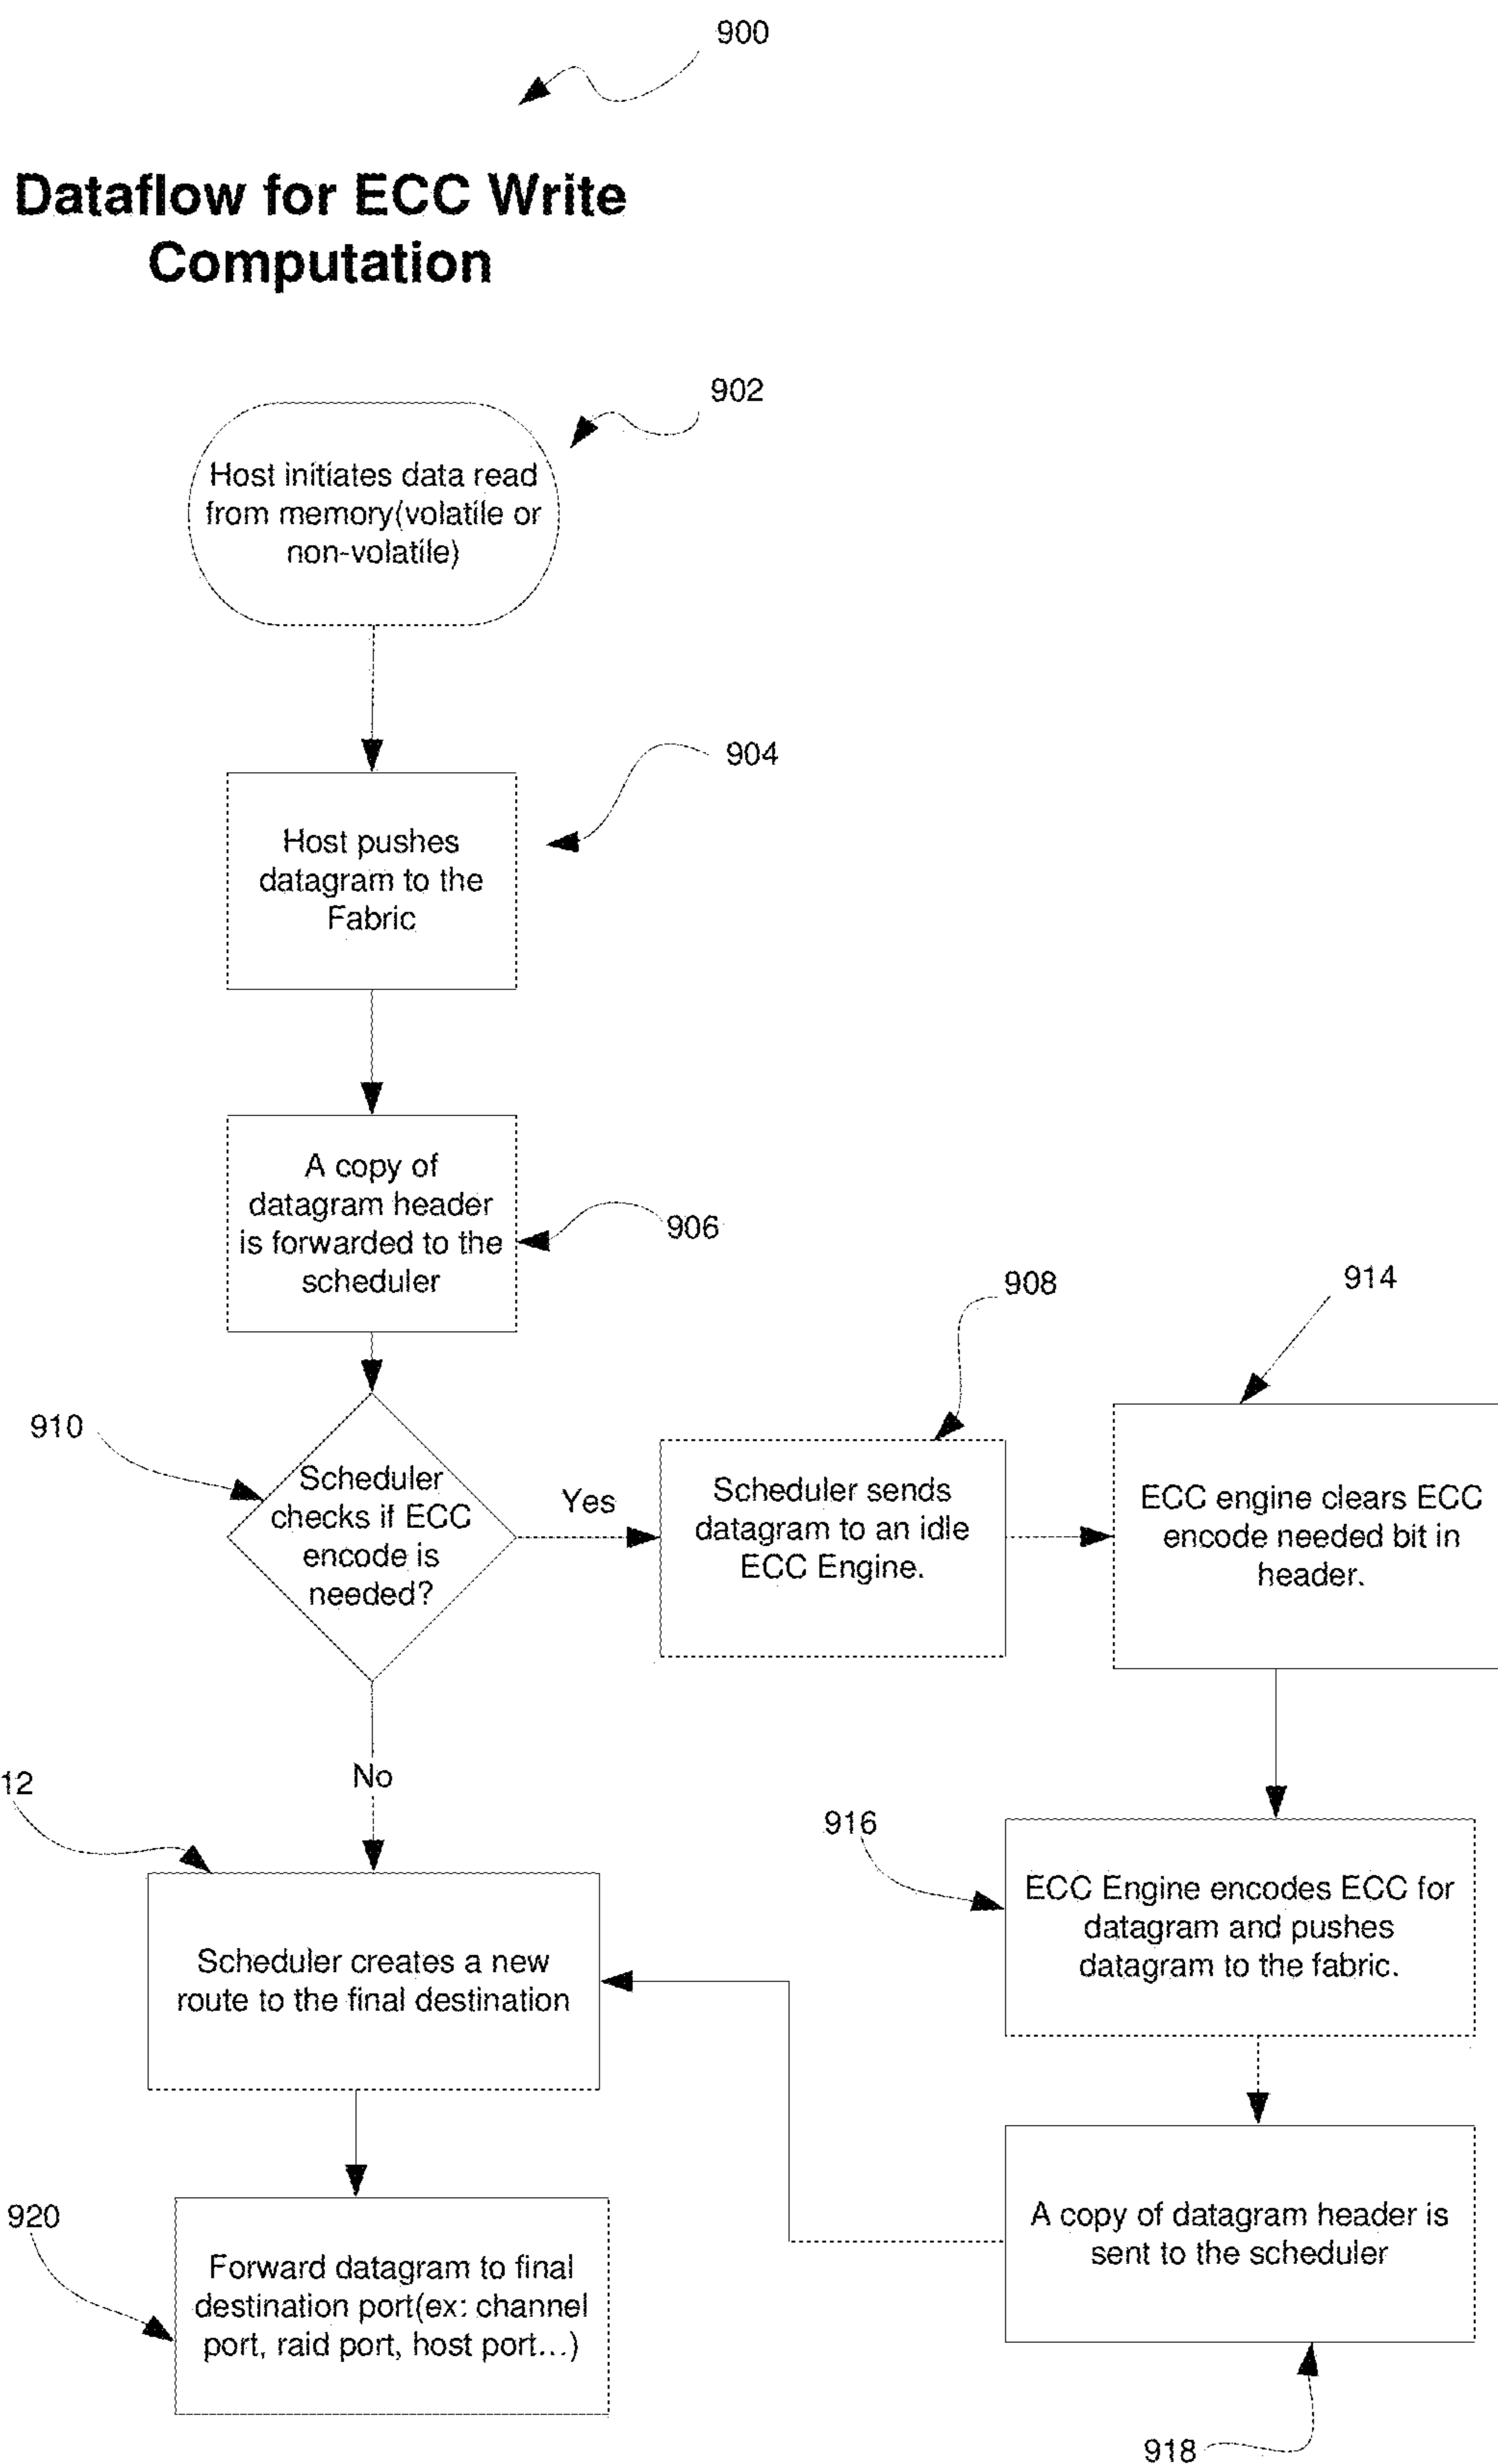 900
Dataflow for ECC Write
Computation
902
Host initiates data read
from memory(volatile or
non-volatile)
904
Host pushes
datagram to the
Fabric
A copy of
datagram header
is forwarded to the
scheduler
906
908
914
910
Scheduler
checks if ECC
encode is
needed?
Yes
Scheduler sends
datagram to an idle
ECC Engine.
ECC engine clears ECC
encode needed bit in
header.
No
12
916
ECC Engine encodes ECC for
datagram and pushes
datagram to the fabric.
Scheduler creates a new
route to the final destination
920
A copy of datagram header is
sent to the scheduler
Forward datagram to final
destination port(ex: channel
port, raid port, host port...)
918